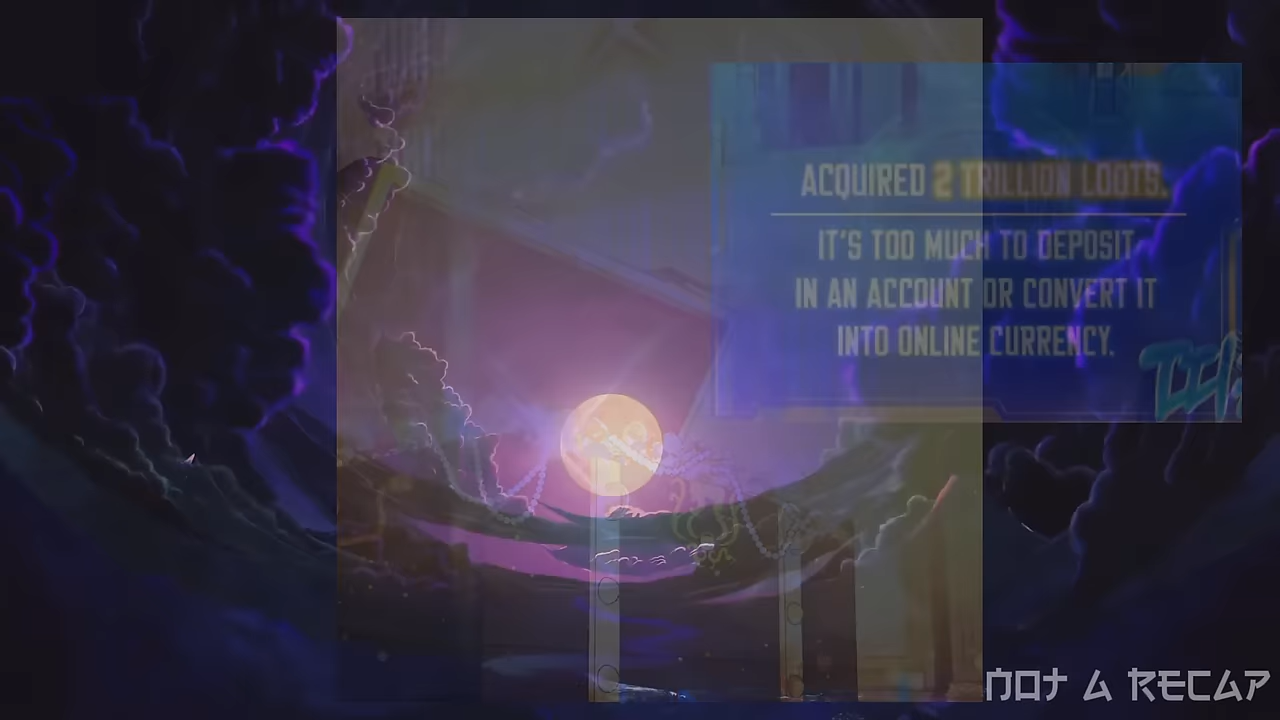 ACQUIRED 2 TRILLION LOOTS.
IT'S TOO MUCH TO DEPOSIT
IN AN ACCOUNT OR CONVERT IT
INTO ONLINE CURRENCY.
NOT A RECAP